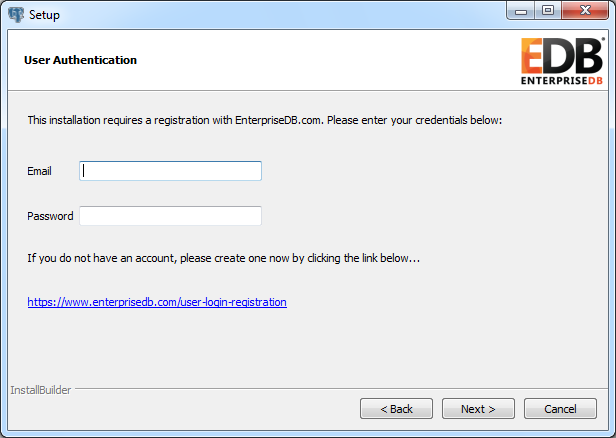 Setup
User Authentication
EDB
ENTERPRISEDB
This installation requires a registration with EnterpriseDB.com. Please enter your credentials below:
Email
Password
If you do not have an account, please create one now by clicking the link below...
https://www.enterprisedb.com/user-login-registration
InstallBuilder
< Back Next > Cancel